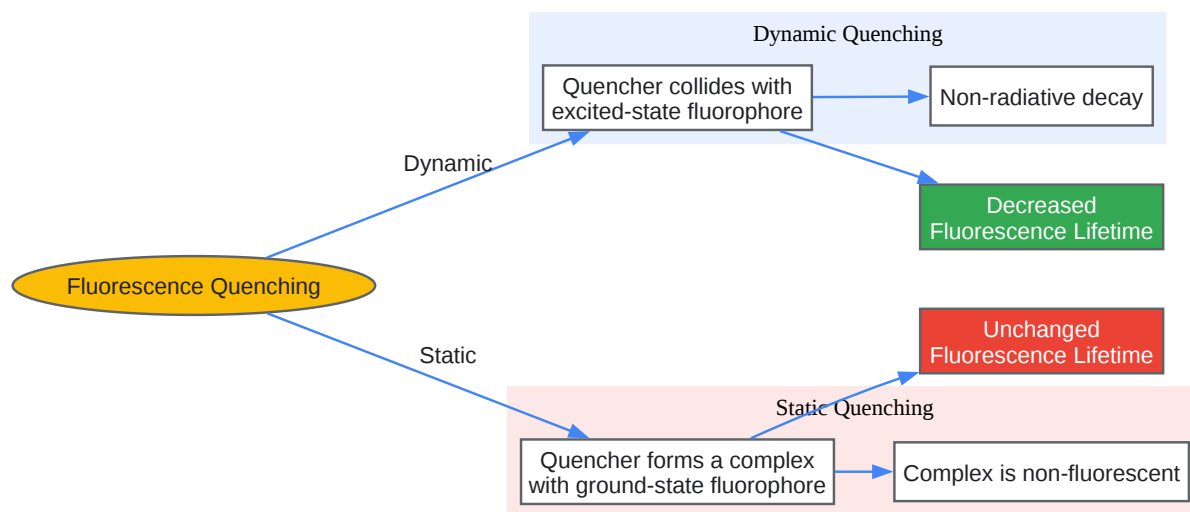 Dynamic Quenching
Quencher collides with
excited-state fluorophore
Non-radiative decay
Dynamic
Decreased
Fluorescence Lifetime
Fluorescence Quenching
Unchanged
Fluorescence Lifetime
Static
Static Quenching
Quencher forms a complex
with ground-state fluorophore
Complex is non-fluorescent